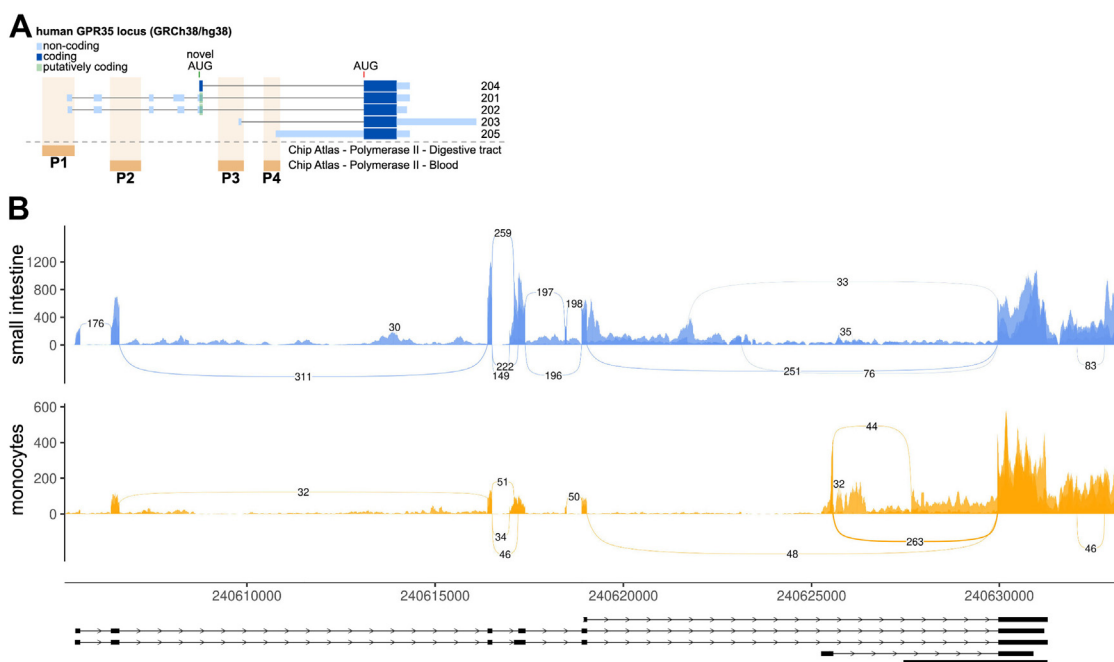 A
human GPR35 locus (GRCh38/hg38)
non-coding
coding
putatively coding
novel
AUG
AUG
204
201
202
203
205
Chip Atlas - Polymerase II - Digestive tract
Chip Atlas - Polymerase II - Blood
P1
P2
P3
P4
B
small intestine
1200
800
400
0
259
176
197
198
30
33
35
311
222
149
196
251
76
83
monocytes
600
400
200
0
44
32
51
50
32
34
46
263
48
46
240610000
240615000
240620000
240625000
240630000